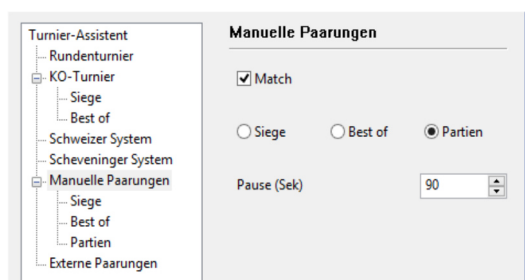 Turnier-Assistent
Rundenturnier
KO-Turnier
Siege
Best of
Schweizer System
Scheveninger System
Manuelle Paarungen
Siege
Best of
Partien
Externe Paarungen
Manuelle Paarungen
Match
Siege Best of Partien
Pause (Sek) 90